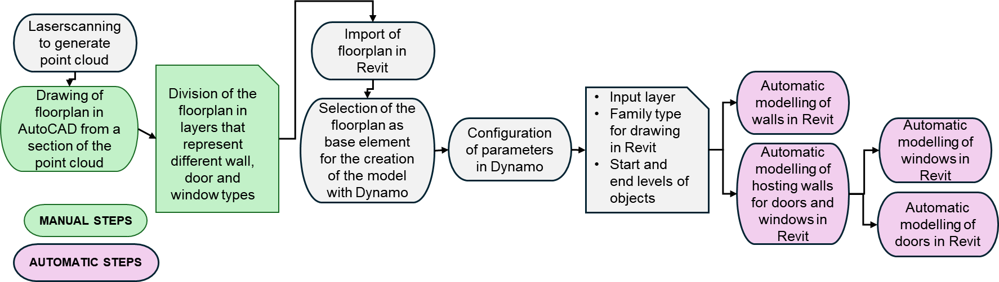 Laserscanning
to generate
point cloud
Drawing of
floorplan in
AutoCAD from a
section of the
point cloud
Division of the
floorplan in
layers that
represent
different wall,
door and
window types
Import of
floorplan in
Revit
Selection of the
floorplan as
base element
for the creation
of the model
with Dynamo
Configuration
of parameters
in Dynamo
• Input layer
• Family type
for drawing
in Revit
• Start and
end levels of
objects
Automatic
modelling of
walls in Revit
Automatic
modelling of
hosting walls
for doors and
windows in
Revit
Automatic
modelling of
windows in
Revit
Automatic
modelling of
doors in Revit
MANUAL STEPS
AUTOMATIC STEPS